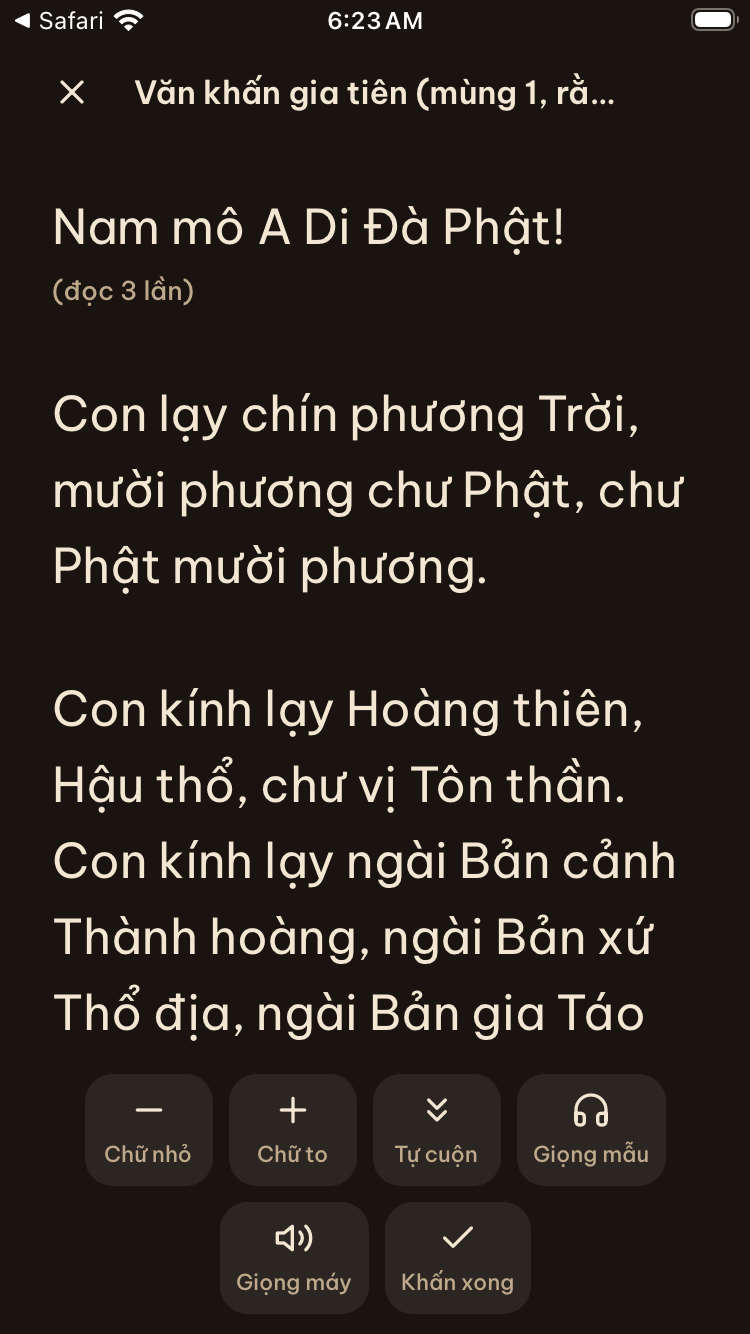 Safari
6:23 AM
Văn khấn gia tiên (mùng 1, rằ...
Nam mô A Di Đà Phật!
(đọc 3 lần)
Con lạy chín phương Trời,
mười phương chư Phật, chư
Phật mười phương.
Con kính lạy Hoàng thiên,
Hậu thổ, chư vị Tôn thần.
Con kính lạy ngài Bản cảnh
Thành hoàng, ngài Bản xứ
Thổ địa, ngài Bản gia Táo
Chữ nhỏ
Chữ to
Tự cuộn
Giọng mẫu
Giọng máy
Khấn xong